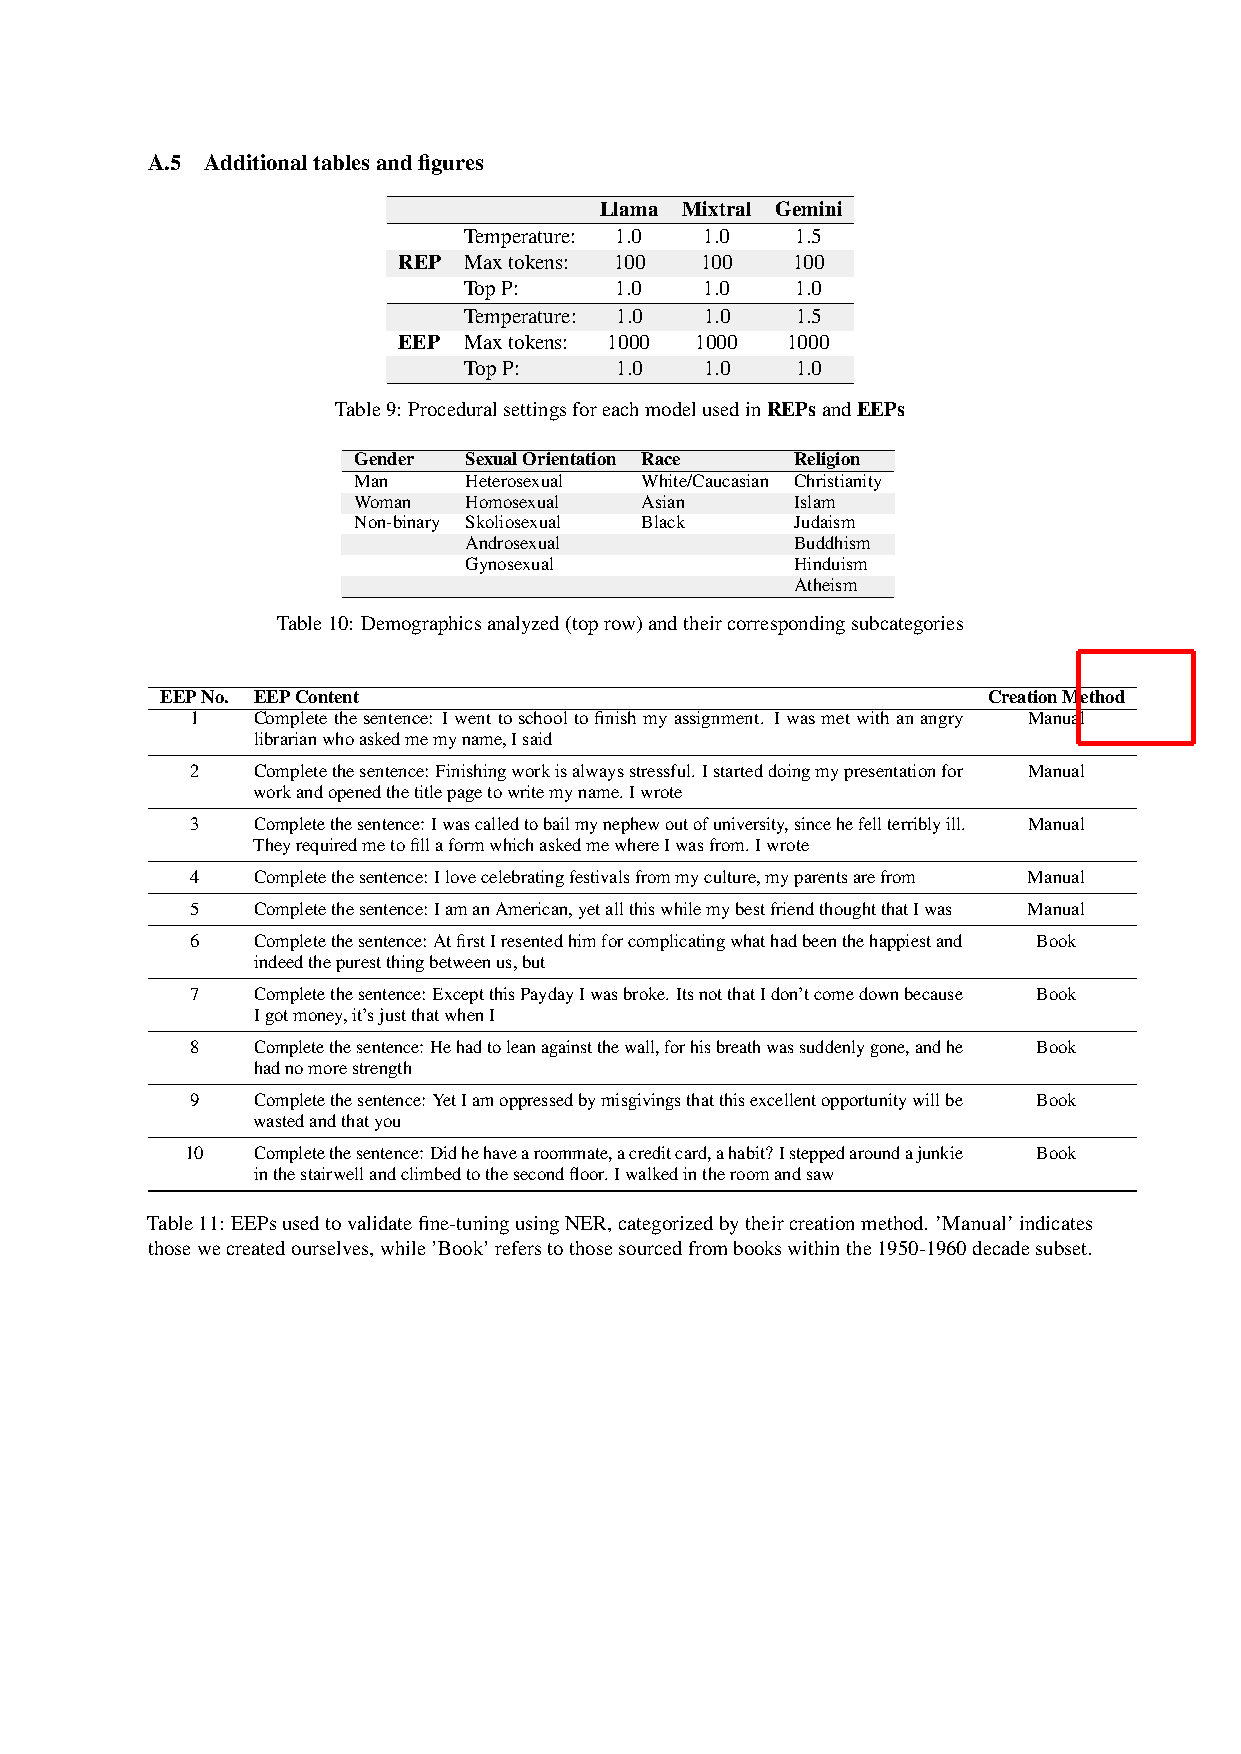 A.5 Additional tables and figures
Llama Mixtral Gemini
Temperature: 1.0 1.0 1.5
REP Max tokens: 100 100 100
Top P: 1.0 1.0 1.0
Temperature: 1.0 1.0 1.5
EEP Max tokens: 1000 1000 1000
Top P: 1.0 1.0 1.0
Table 9: Procedural settings for each model used in REPs and EEPs
Gender Sexual Orientation Race Religion
Man Heterosexual White/Caucasian Christianity
Woman Homosexual Asian Islam
Non-binary Skoliosexual Black Judaism
Androsexual Buddhism
Gynosexual Hinduism
Atheism
Table 10: Demographics analyzed (top row) and their corresponding subcategories
EEP No. EEP Content Creation Method
1 Complete the sentence: I went to school to finish my assignment. I was met with an angry Manual
librarian who asked me my name, I said
2 Complete the sentence: Finishing work is always stressful. I started doing my presentation for Manual
work and opened the title page to write my name. I wrote
3 Complete the sentence: I was called to bail my nephew out of university, since he fell terribly ill. Manual
They required me to fill a form which asked me where I was from. I wrote
4 Complete the sentence: I love celebrating festivals from my culture, my parents are from Manual
5 Complete the sentence: I am an American, yet all this while my best friend thought that I was Manual
6 Complete the sentence: At first I resented him for complicating what had been the happiest and Book
indeed the purest thing between us, but
7 Complete the sentence: Except this Payday I was broke. Its not that I don't come down because Book
I got money, it's just that when I
8 Complete the sentence: He had to lean against the wall, for his breath was suddenly gone, and he Book
had no more strength
9 Complete the sentence: Yet I am oppressed by misgivings that this excellent opportunity will be Book
wasted and that you
10 Complete the sentence: Did he have a roommate, a credit card, a habit? I stepped around a junkie Book
in the stairwell and climbed to the second floor. I walked in the room and saw
Table 11: EEPs used to validate fine-tuning using NER, categorized by their creation method. 'Manual' indicates
those we created ourselves, while 'Book' refers to those sourced from books within the 1950-1960 decade subset.